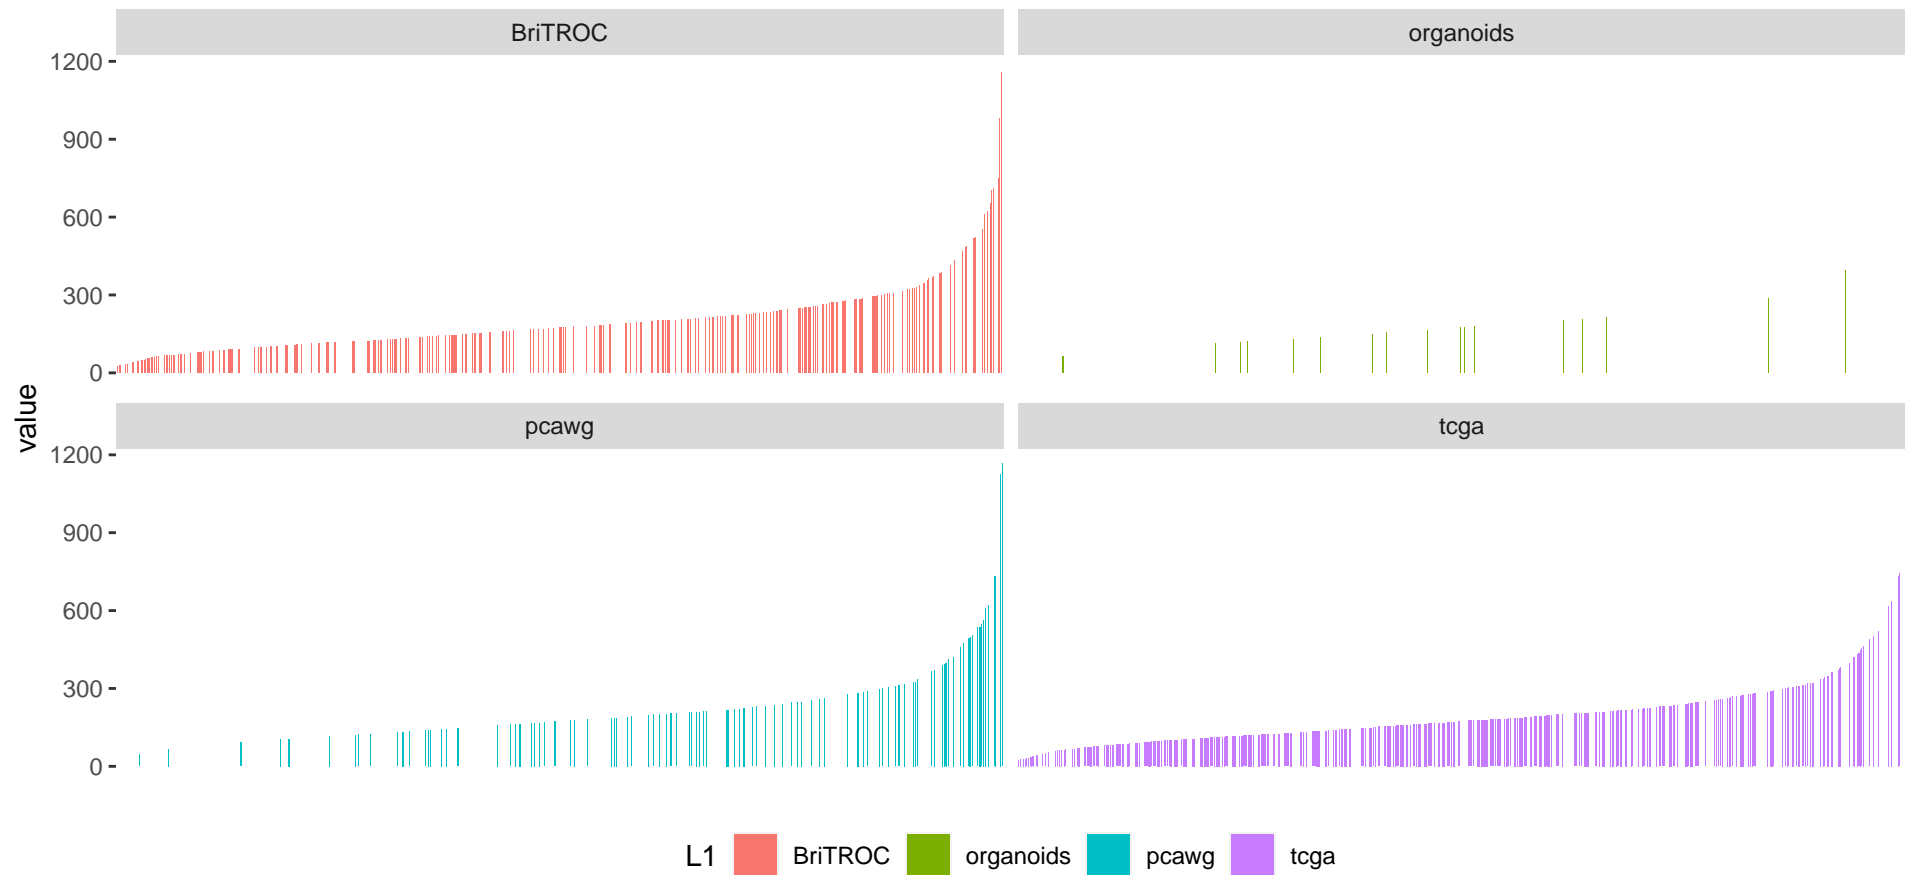 BriTROC
organoids
1200
900
600
300
0
value
pcawg
tcga
1200
900
600
300
0
L1 BriTROC organoids pcawg tcga